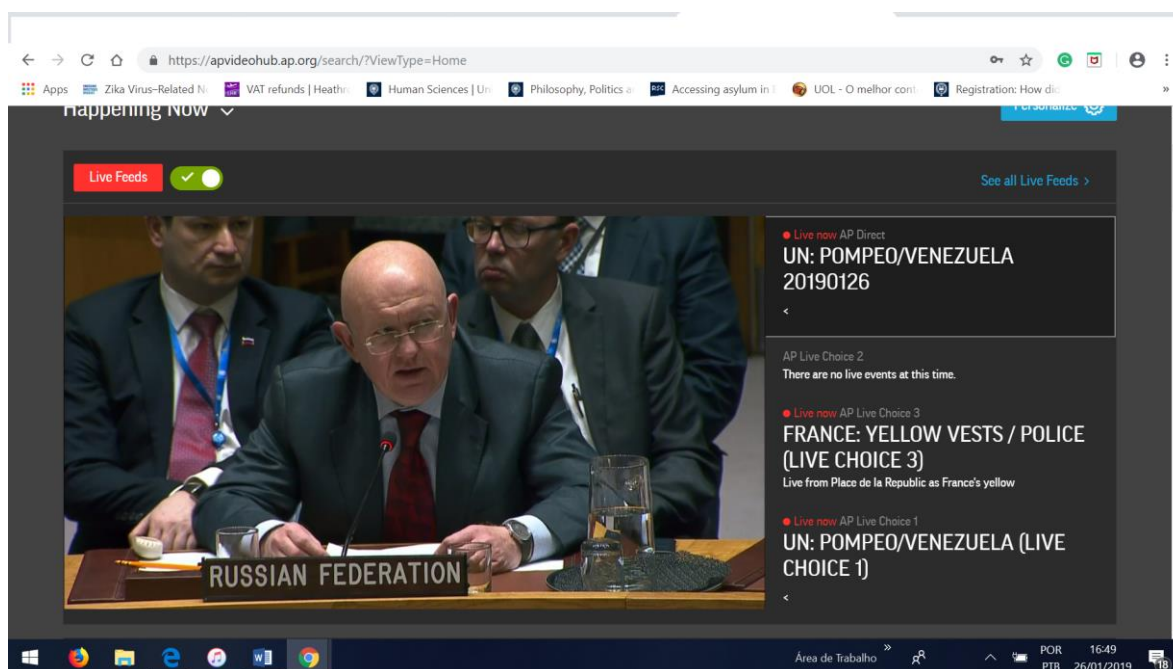 https://apvideohub.ap.org/search/?ViewType=Home
Apps Zika Virus-Related N VAT refunds | Heathr Human Sciences | Un Philosophy, Politics a Accessing asylum in UOL - O melhor cont Registration: How di »
Happening Now
Personalize
Live Feeds
See all Live Feeds >
Live now AP Direct
UN: POMPEO/VENEZUELA
20190126
<
AP Live Choice 2
There are no live events at this time.
Live now AP Live Choice 3
FRANCE: YELLOW VESTS / POLICE
(LIVE CHOICE 3)
Live from Place de la Republic as France's yellow
Live now AP Live Choice 1
UN: POMPEO/VENEZUELA (LIVE
CHOICE 1)
<
RUSSIAN FEDERATION
Área de Trabalho » POR 16:49
PTB 26/01/2019 18